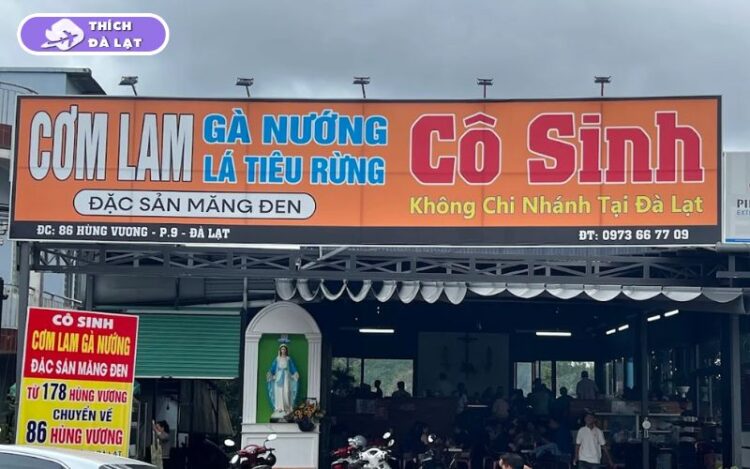 THÍCH
ĐÀ LẠT
CƠM LAM
GÀ NƯỚNG
LÁ TIÊU RỪNG
ĐẶC SẢN MĂNG ĐEN
Cô Sinh
Không Chi Nhánh Tại Đà Lạt
ĐC: 86 HÙNG VƯƠNG - P.9 - ĐÀ LẠT
ĐT: 0973 66 77 09
CÔ SINH
CƠM LAM GÀ NƯỚNG
ĐẶC SẢN MĂNG ĐEN
TỪ 178 HÙNG VƯƠNG
CHUYỂN VỀ
86 HÙNG VƯƠNG